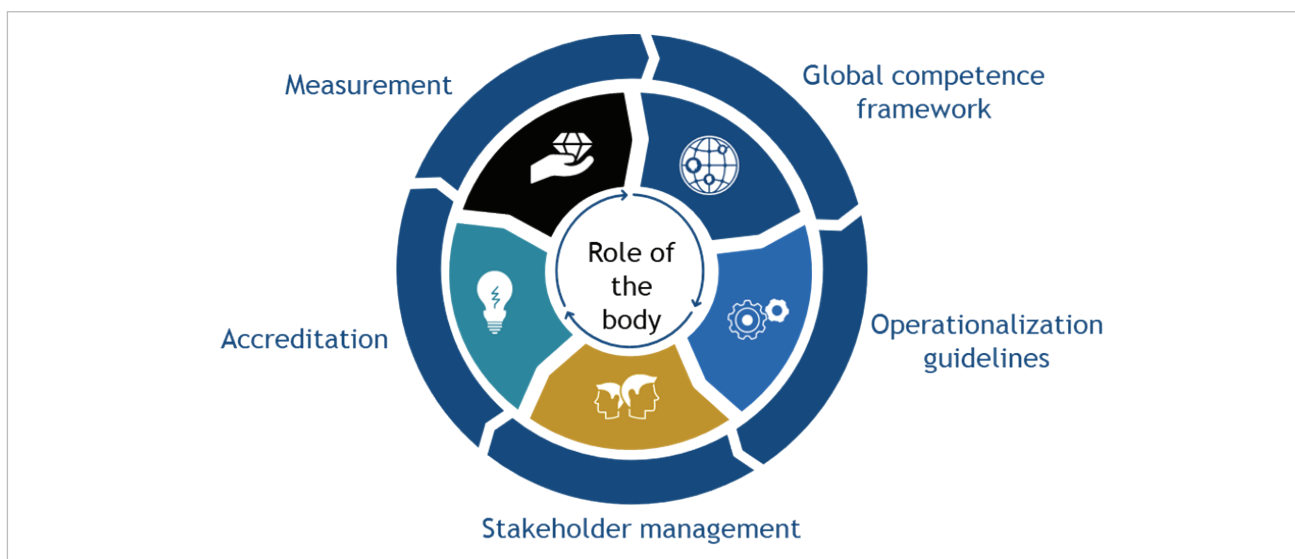 Measurement
Global competence
framework
Role of
the
body
Accreditation
Operationalization
guidelines
Stakeholder management